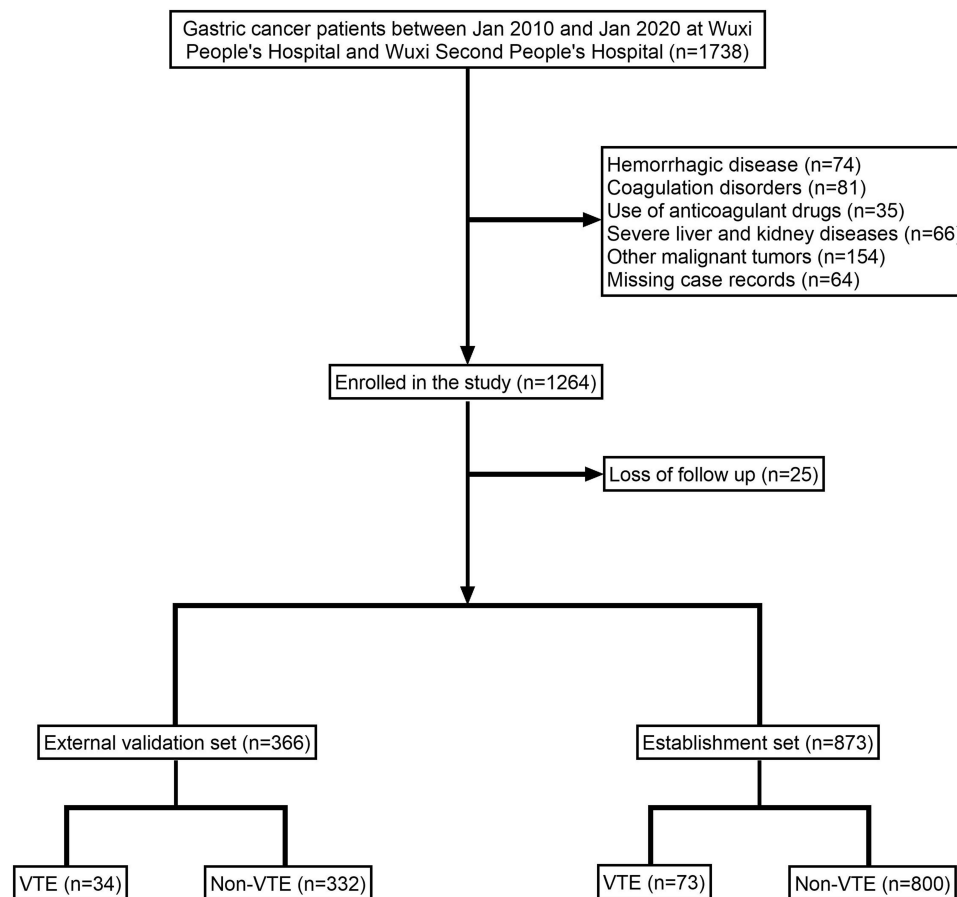 Gastric cancer patients between Jan 2010 and Jan 2020 at Wuxi
People's Hospital and Wuxi Second People's Hospital (n=1738)
Hemorrhagic disease (n=74)
Coagulation disorders (n=81)
Use of anticoagulant drugs (n=35)
Severe liver and kidney diseases (n=66)
Other malignant tumors (n=154)
Missing case records (n=64)
Enrolled in the study (n=1264)
Loss of follow up (n=25)
External validation set (n=366)
Establishment set (n=873)
VTE (n=34)
Non-VTE (n=332)
VTE (n=73)
Non-VTE (n=800)